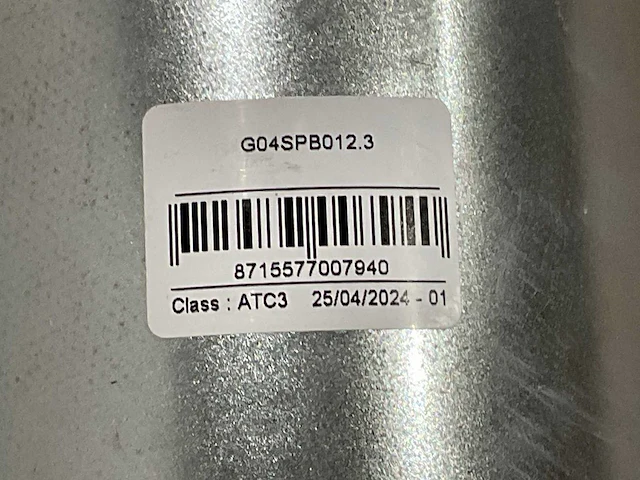 G04SPB012.3
8715577007940
Class : ATC3 25/04/2024 - 01